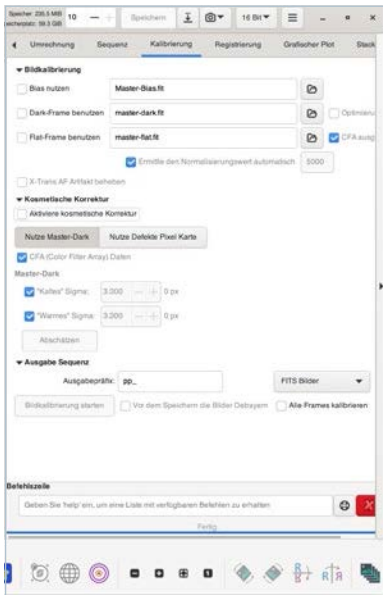 Speicher: 235.5 MiB 10 Speichern 16 Bit
eicherplatz: 59.3 GiB
Umrechnung Sequenz Kalibrierung Registrierung Grafischer Plot Stack
Bildkalibrierung
Bias nutzen Master-Bias.fit
Dark-Frame benutzen master-dark.fit Optimieru
Flat-Frame benutzen master-flat.fit CFA ausg
Ermittle den Normalisierungswert automatisch 5000
X-Trans AF Artifakt beheben
Kosmetische Korrektur
Aktiviere kosmetische Korrektur
Nutze Master-Dark Nutze Defekte Pixel Karte
CFA (Color Filter Array) Daten
Master-Dark
"Kaltes" Sigma: 3.000 0 px
"Warmes" Sigma: 3.000 0 px
Abschätzen
Ausgabe Sequenz
Ausgabepräfix: pp_ FITS Bilder
Bildkalibrierung starten Vor dem Speichern die Bilder Debayern Alle Frames kalibrieren
Befehlszeile
Geben Sie 'help' ein, um eine Liste mit verfügbaren Befehlen zu erhalten
Fertig.